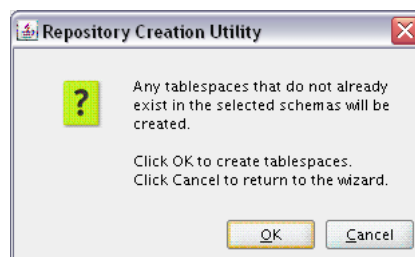 Repository Creation Utility
?
Any tablespaces that do not already
exist in the selected schemas will be
created.
Click OK to create tablespaces.
Click Cancel to return to the wizard.
OK
Cancel